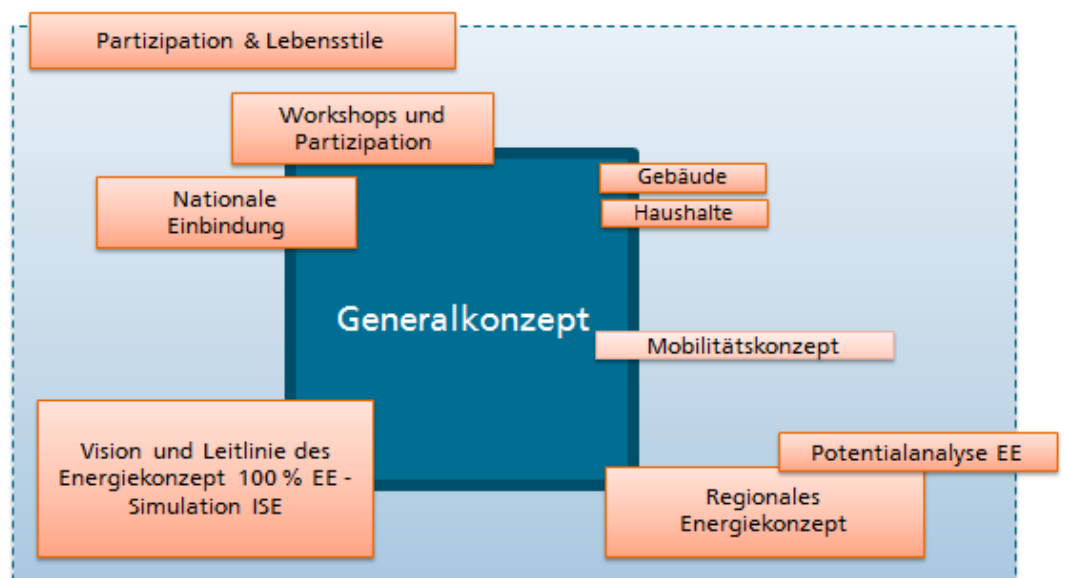 Partizipation & Lebensstile
Workshops und
Partizipation
Nationale
Einbindung
Gebäude
Haushalte
Generalkonzept
Mobilitätskonzept
Vision und Leitlinie des
Energiekonzept 100 % EE -
Simulation ISE
Potentialanalyse EE
Regionales
Energiekonzept